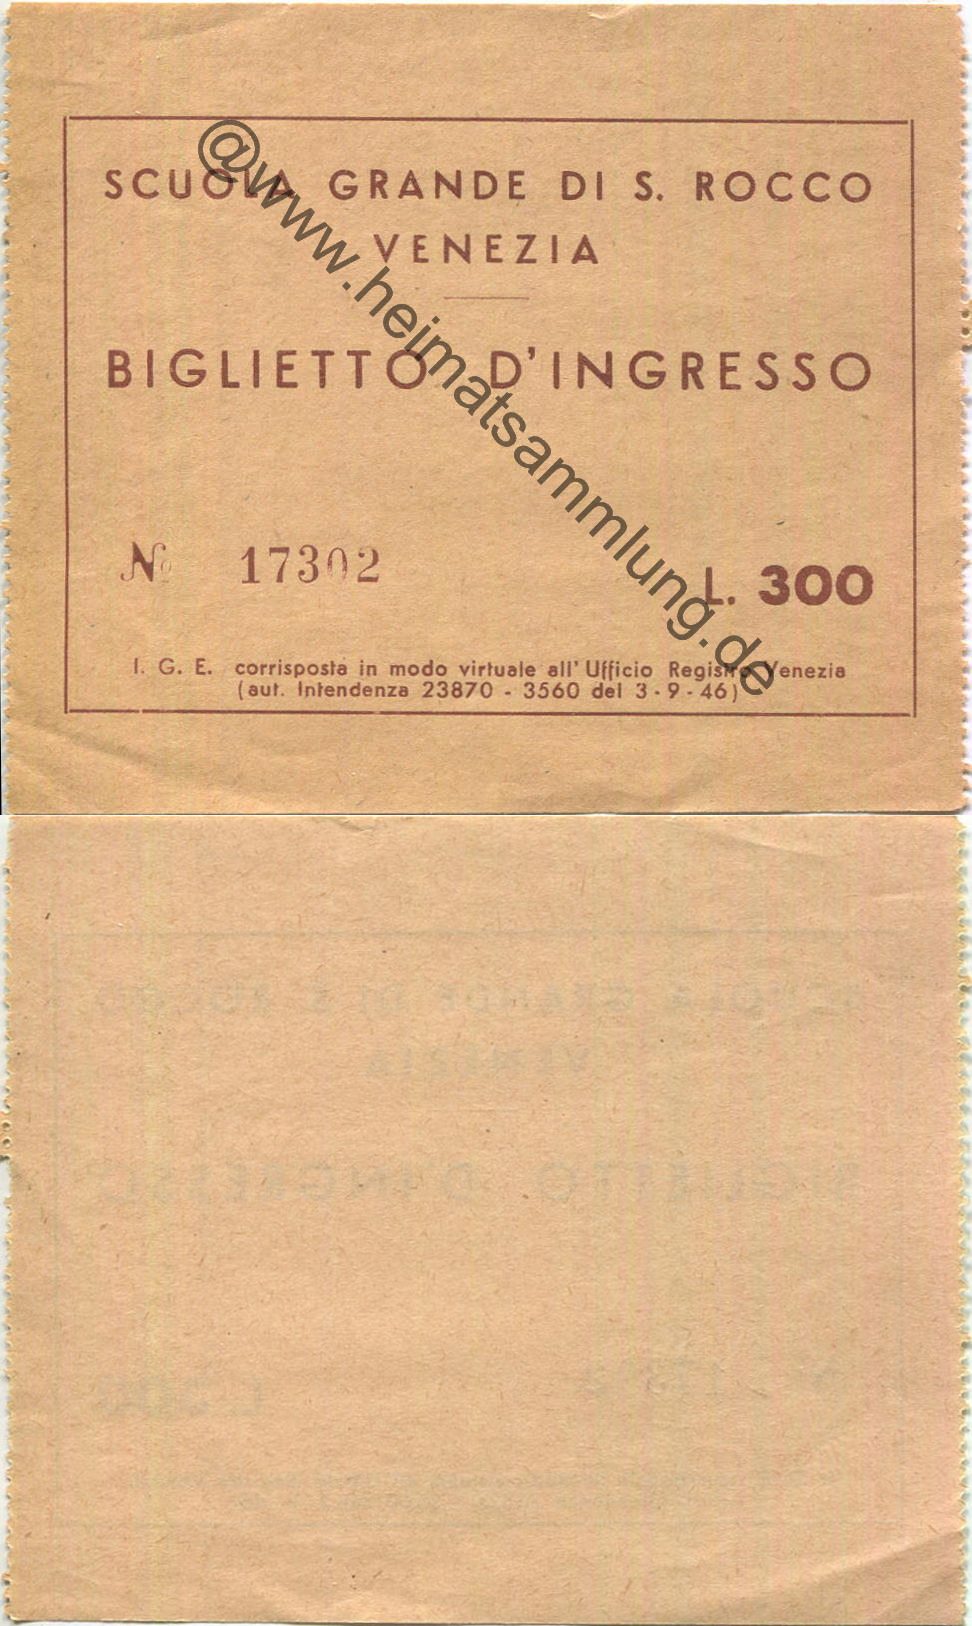 SCUOLA GRANDE DI S. ROCCO
VENEZIA
BIGLIETTO D'INGRESSO
№ 17302
L. 300
I. G. E. corrisposta in modo virtuale all' Ufficio Registro Venezia
(aut. Intendenza 23870 - 3560 del 3 - 9 - 46)
@www.heimatsammlung.de